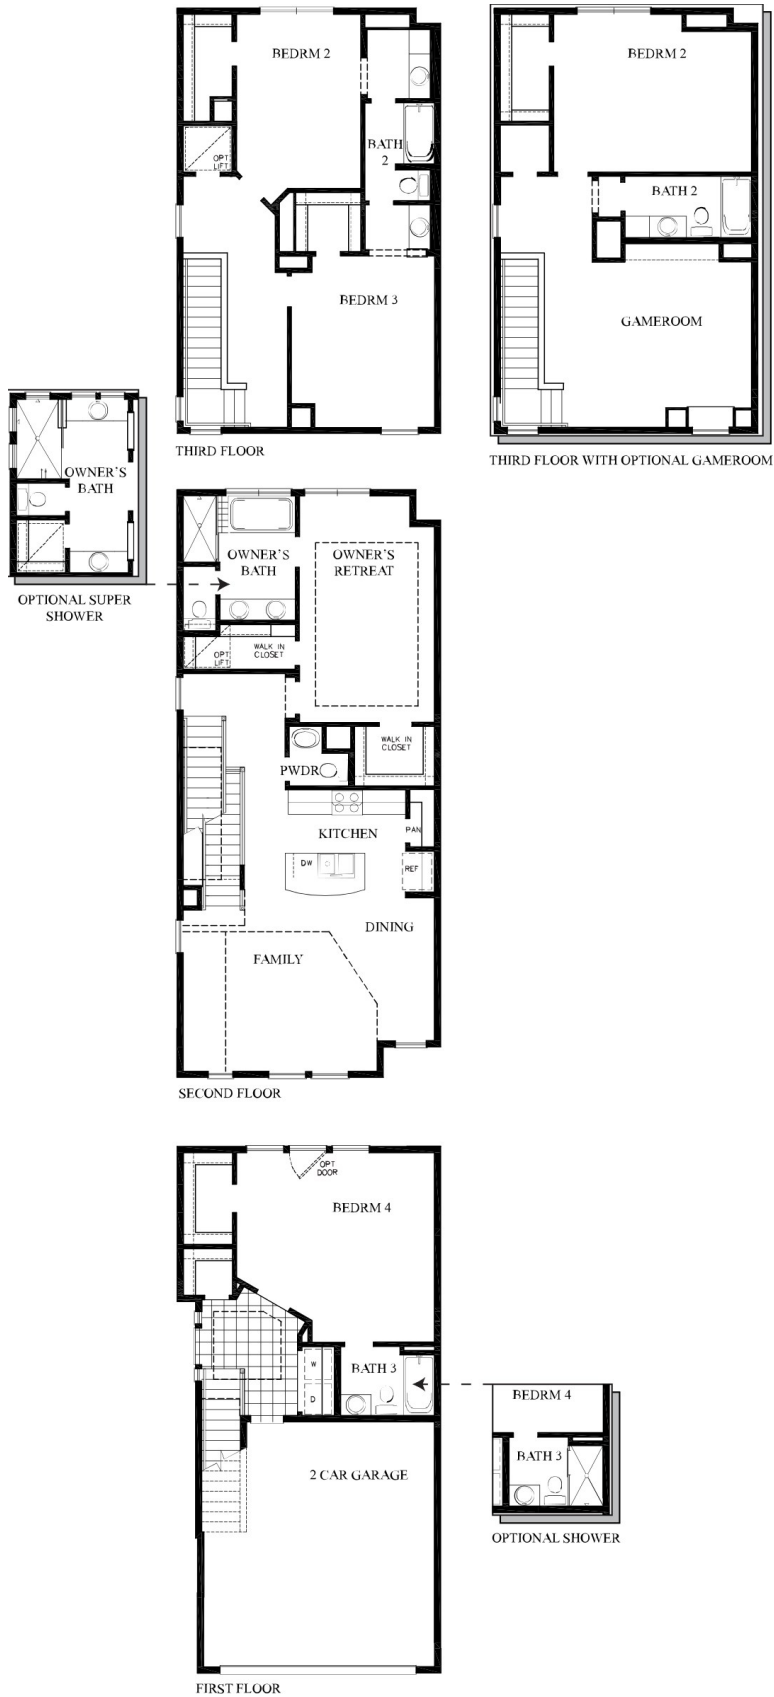 BEDRM 2
OPT
LIFT
BATH
2
BEDRM 3
THIRD FLOOR
BEDRM 2
BATH 2
GAMEROOM
THIRD FLOOR WITH OPTIONAL GAMEROOM
OWNER'S
BATH
OPTIONAL SUPER
SHOWER
OWNER'S
BATH
OWNER'S
RETREAT
OPT
LIFT
WALK IN
CLOSET
WALK IN
CLOSET
PWDR
KITCHEN
PAN
DW
REF
DINING
FAMILY
SECOND FLOOR
OPT
DOOR
BEDRM 4
W
D
BATH 3
2 CAR GARAGE
FIRST FLOOR
BEDRM 4
BATH 3
OPTIONAL SHOWER